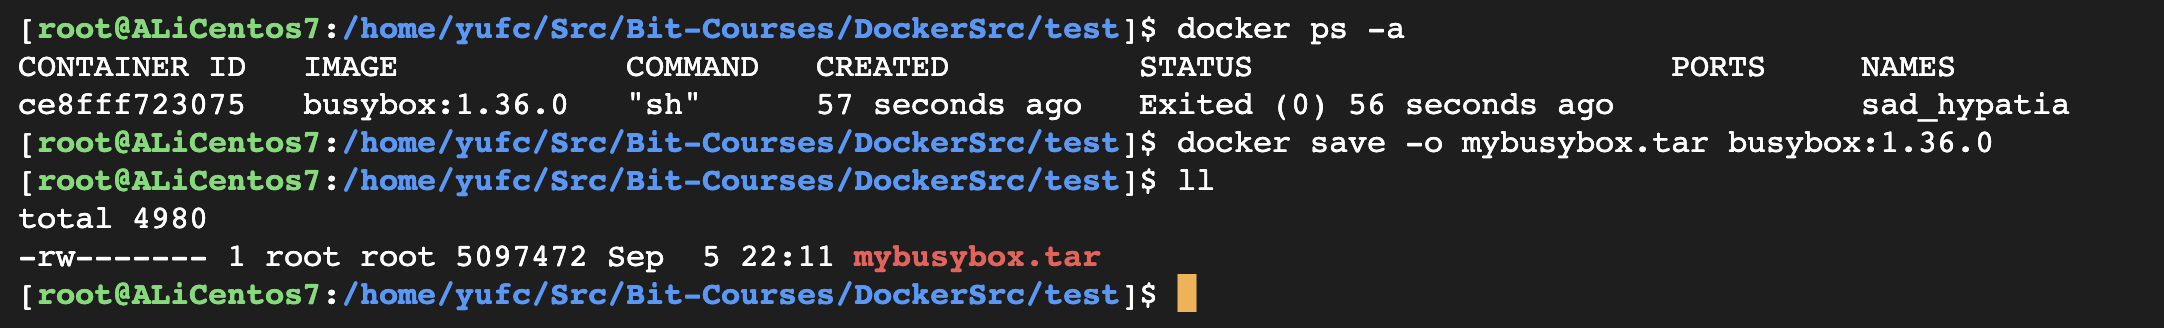 [root@ALiCentos7:/home/yufc/Src/Bit-Courses/DockerSrc/test]$ docker ps -a
CONTAINER ID   IMAGE            COMMAND   CREATED          STATUS                      PORTS     NAMES
ce8fff723075   busybox:1.36.0   "sh"      57 seconds ago   Exited (0) 56 seconds ago             sad_hypatia
[root@ALiCentos7:/home/yufc/Src/Bit-Courses/DockerSrc/test]$ docker save -o mybusybox.tar busybox:1.36.0
[root@ALiCentos7:/home/yufc/Src/Bit-Courses/DockerSrc/test]$ ll
total 4980
-rw------- 1 root root 5097472 Sep  5 22:11 mybusybox.tar
[root@ALiCentos7:/home/yufc/Src/Bit-Courses/DockerSrc/test]$